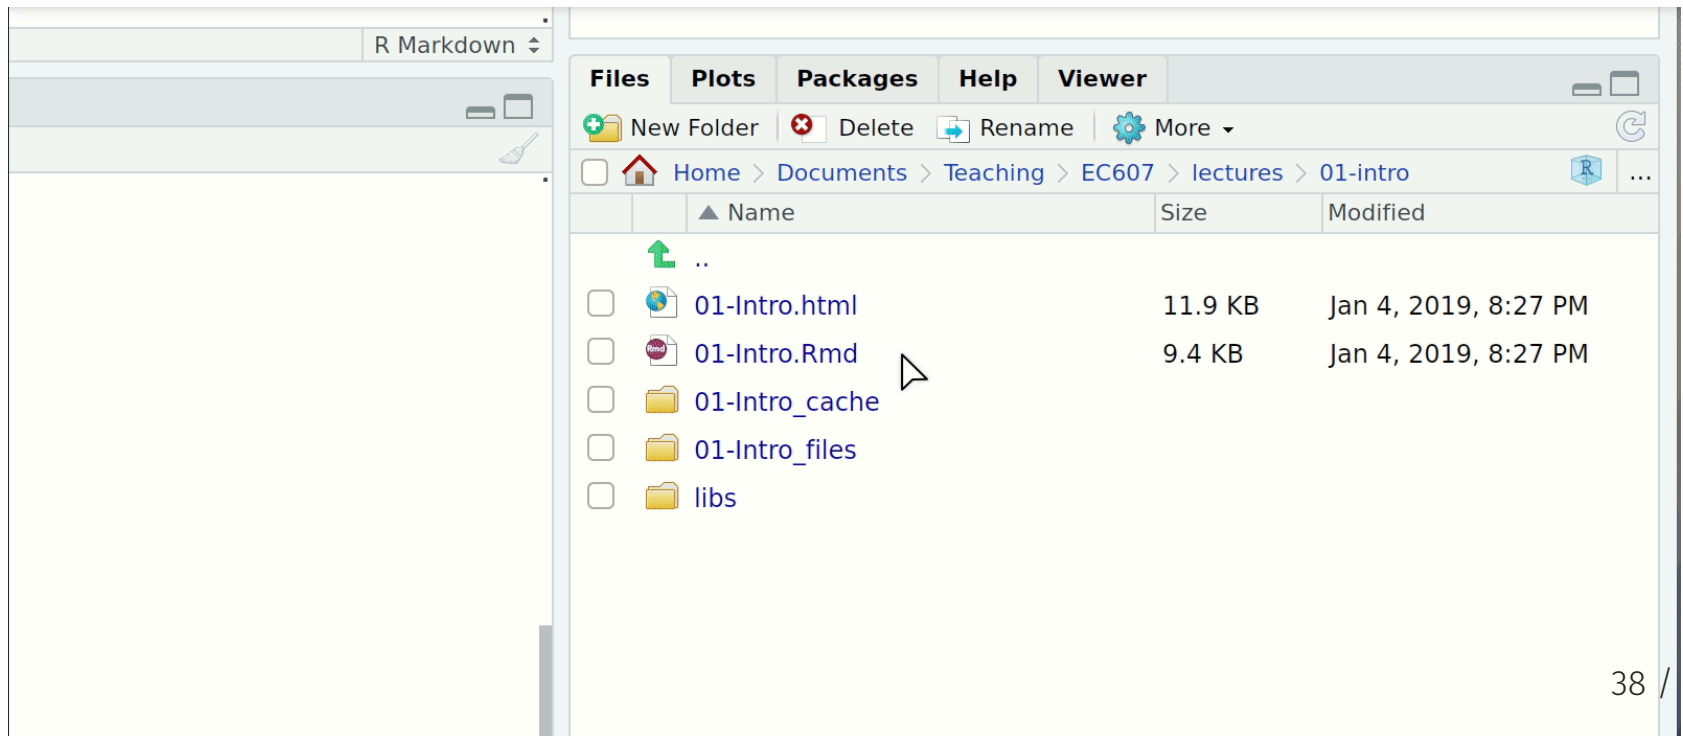 R Markdown
Files Plots Packages Help Viewer
New Folder Delete Rename More
Home > Documents > Teaching > EC607 > lectures > 01-intro R ...
Name Size Modified
..
01-Intro.html 11.9 KB Jan 4, 2019, 8:27 PM
Rmd 01-Intro.Rmd 9.4 KB Jan 4, 2019, 8:27 PM
01-Intro_cache
01-Intro_files
libs
38 /